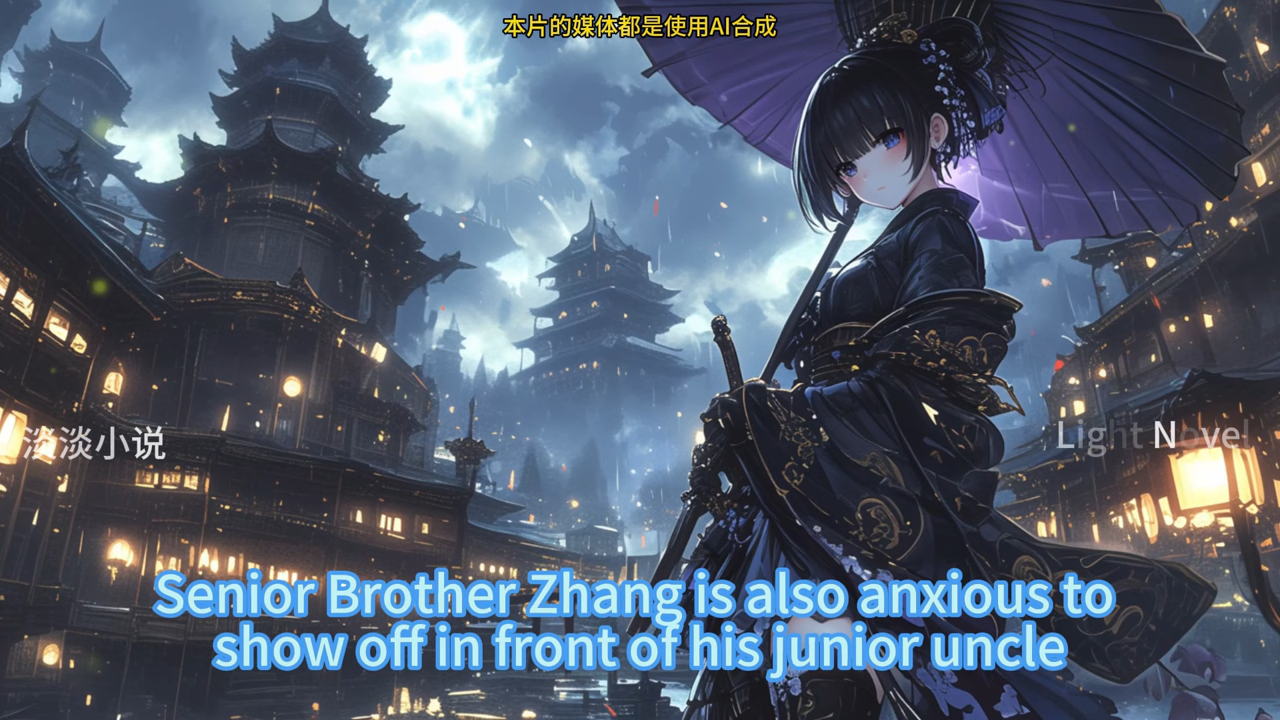 本片的媒体都是使用AI合成
淡淡小说
Light Novel
Senior Brother Zhang is also anxious to
show off in front of his junior uncle